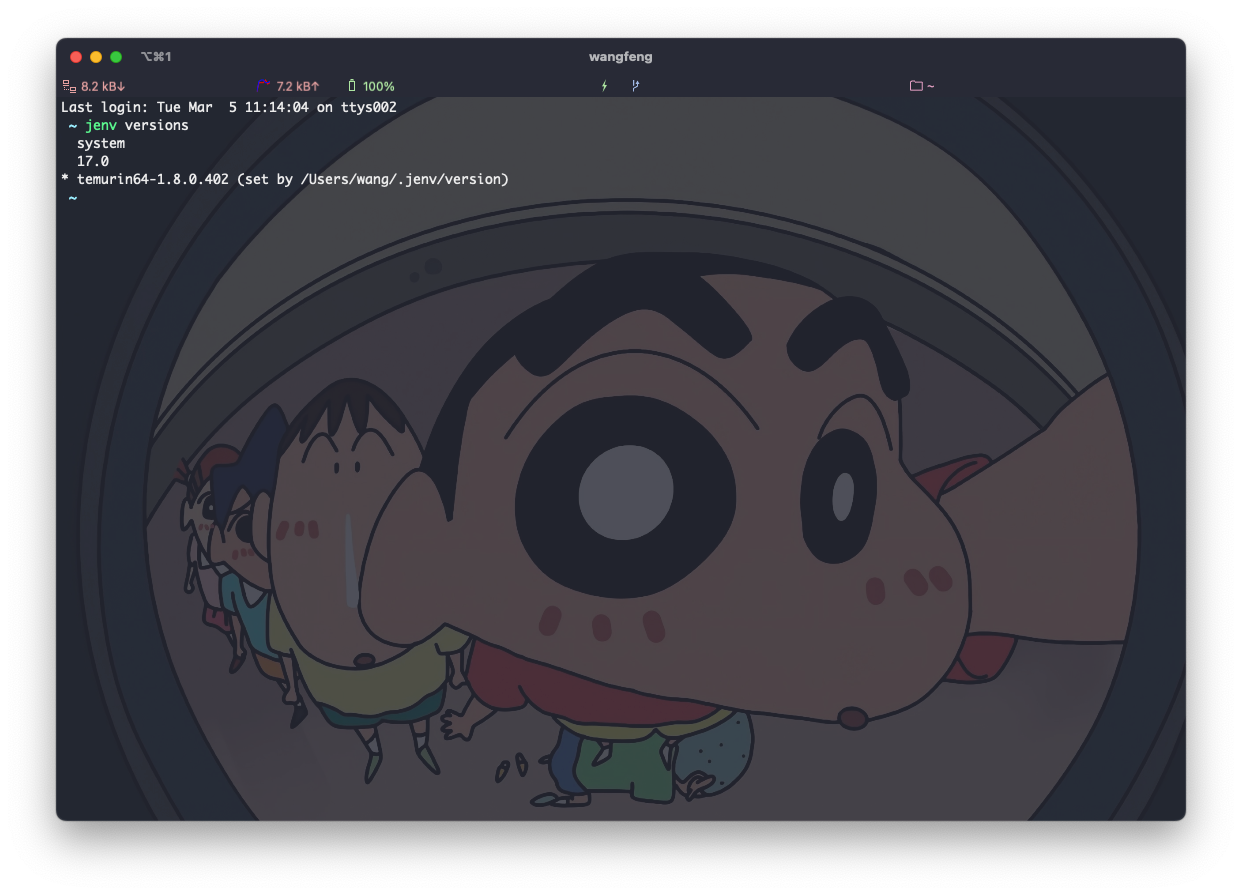 ⌥⌘1
wangfeng
8.2 kB↓ 7.2 kB↑ 100% ~
Last login: Tue Mar  5 11:14:04 on ttys002
~ jenv versions
system
17.0
* temurin64-1.8.0.402 (set by /Users/wang/.jenv/version)
~